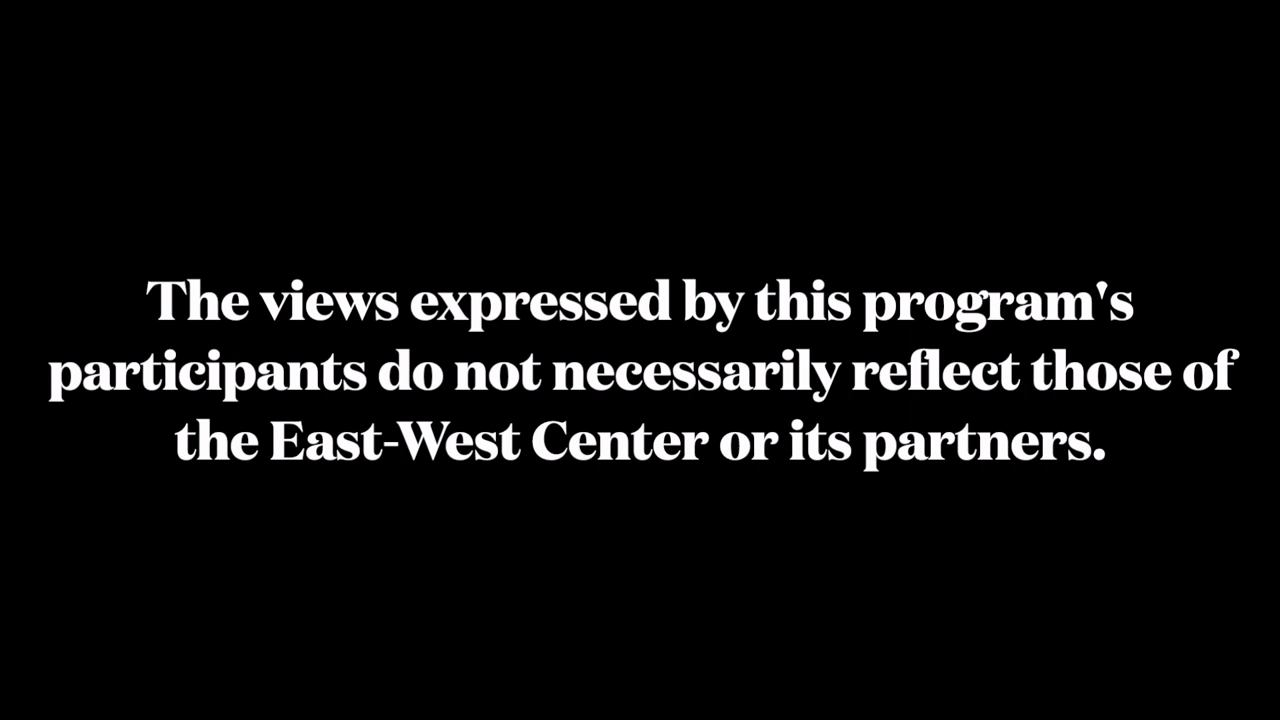 The views expressed by this program's
participants do not necessarily reflect those of
the East-West Center or its partners.